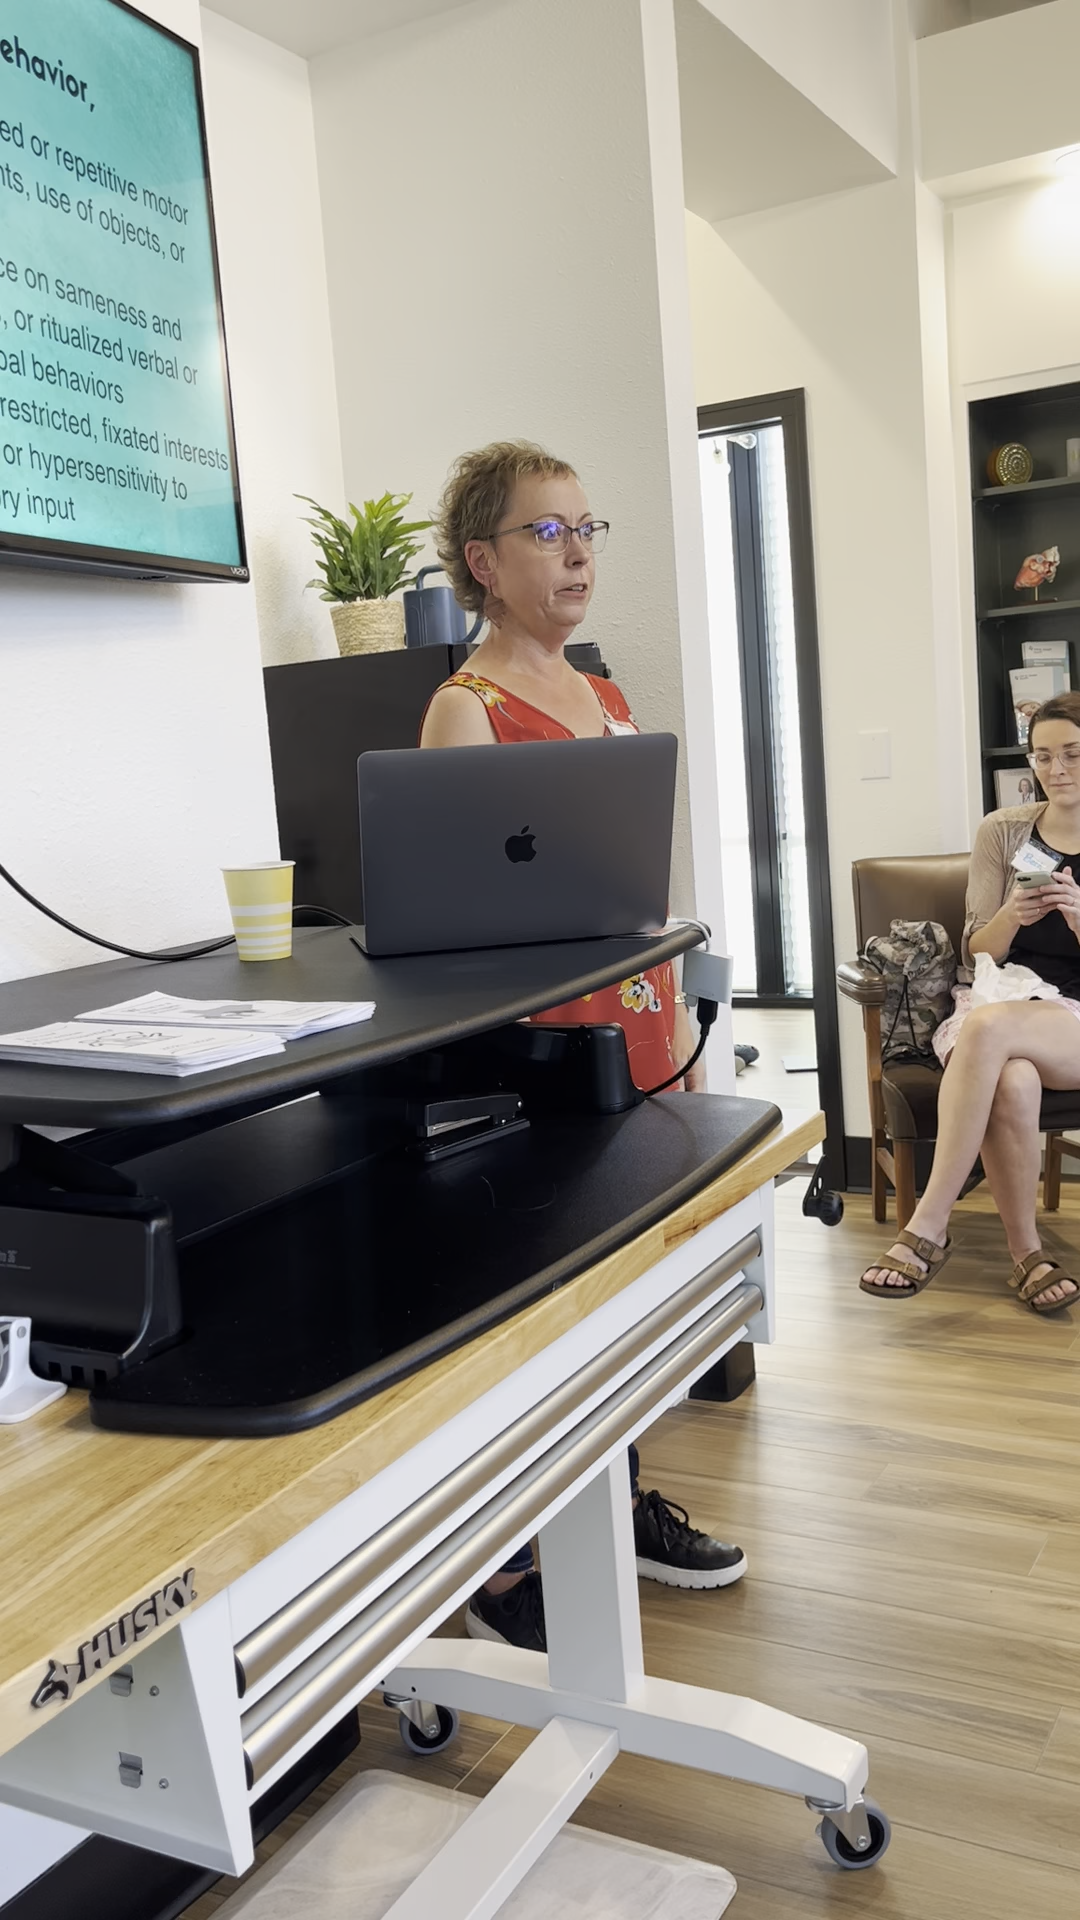 ehavior,
ed or repetitive motor
nts, use of objects, or
ce on sameness and
, or ritualized verbal or
bal behaviors
restricted, fixated interests
or hypersensitivity to
ry input
VIZIO
HUSKY